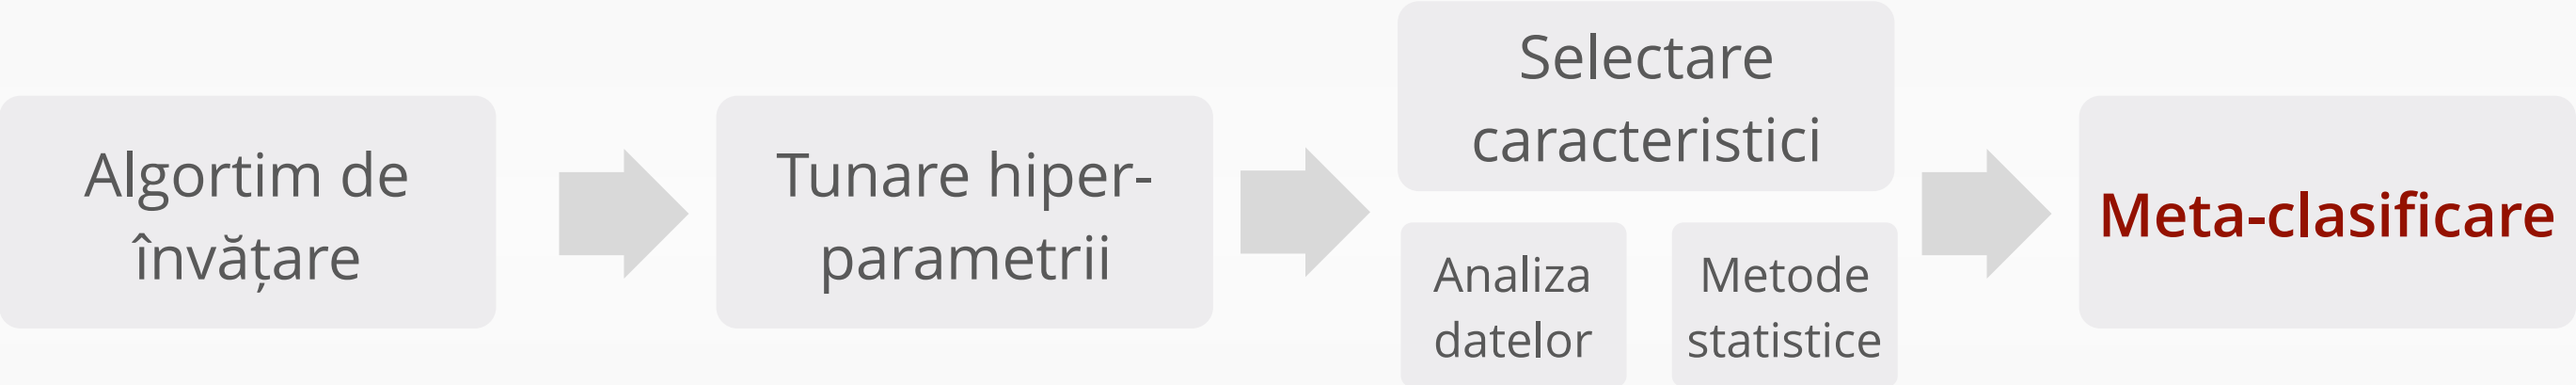 Algortim de
învățare
Tunare hiper-
parametrii
Selectare
caracteristici
Analiza
datelor
Metode
statistice
Meta-clasificare